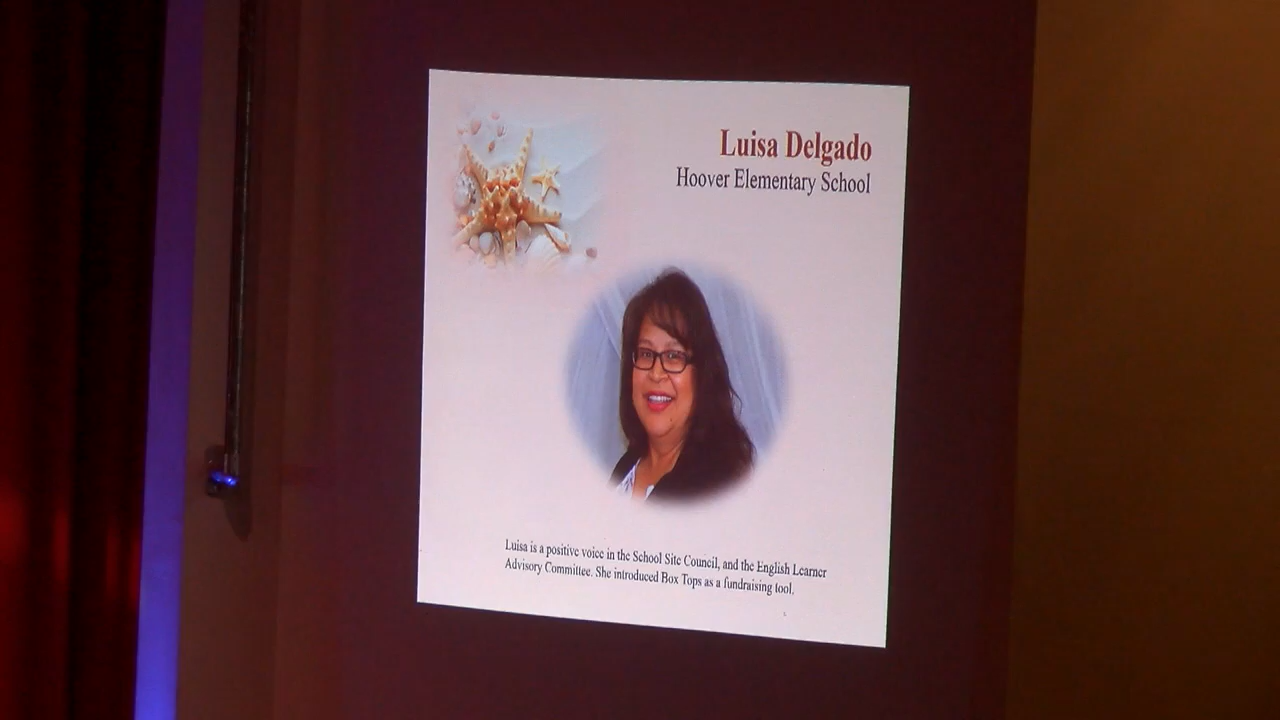 Luisa Delgado
Hoover Elementary School
Luisa is a positive voice in the School Site Council, and the English Learner
Advisory Committee. She introduced Box Tops as a fundraising tool.